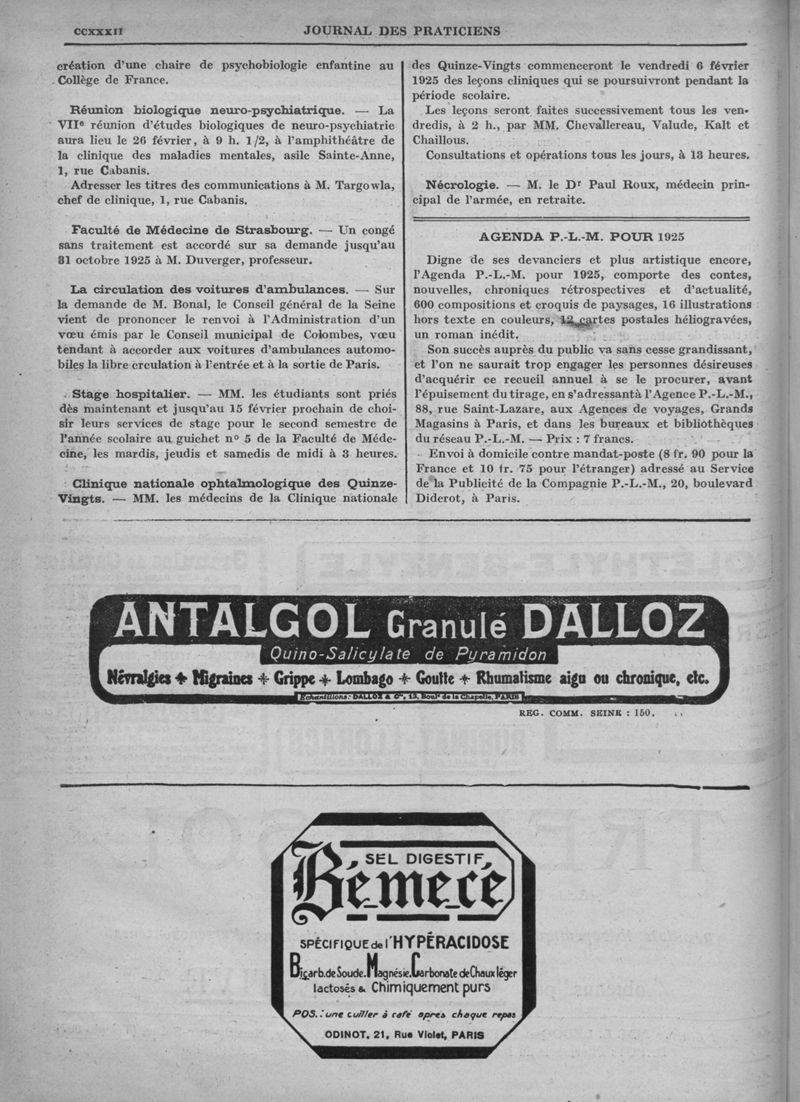 CCXXXII
JOURNAL DES PRATICIENS
création d'une chaire de psychobiologie enfantine au
Collège de France.
Réunion biologique neuro-psychiatrique. — La
VIIe réunion d'études biologiques de neuro-psychiatrie
aura lieu le 26 février, à 9 h. 1/2, à l'amphithéâtre de
la clinique des maladies mentales, asile Sainte-Anne,
1, rue Cabanis.
Adresser les titres des communications à M. Targowla,
chef de clinique, 1, rue Cabanis.
Faculté de Médecine de Strasbourg. — Un congé
sans traitement est accordé sur sa demande jusqu'au
31 octobre 1925 à M. Duverger, professeur.
La circulation des voitures d'ambulances. — Sur
la demande de M. Bonal, le Conseil général de la Seine
vient de prononcer le renvoi à l'Administration d'un
vœu émis par le Conseil municipal de Colombes, vœu
tendant à accorder aux voitures d'ambulances automo-
biles la libre crculation à l'entrée et à la sortie de Paris.
Stage hospitalier. — MM. les étudiants sont priés
dès maintenant et jusqu'au 15 février prochain de choi-
sir leurs services de stage pour le second semestre de
l'année scolaire au guichet no 5 de la Faculté de Méde-
cine, les mardis, jeudis et samedis de midi à 3 heures.
Clinique nationale ophtalmologique des Quinze-
Vingts. — MM. les médecins de la Clinique nationale
des Quinze-Vingts commenceront le vendredi 6 février
1925 des leçons cliniques qui se poursuivront pendant la
période scolaire.
Les leçons seront faites successivement tous les ven-
dredis, à 2 h., par MM. Chevallereau, Valude, Kalt et
Chaillous.
Consultations et opérations tous les jours, à 13 heures.
Nécrologie. — M. le Dr Paul Roux, médecin prin-
cipal de l'armée, en retraite.
AGENDA P.-L.-M. POUR 1925
Digne de ses devanciers et plus artistique encore,
l'Agenda P.-L.-M. pour 1925, comporte des contes,
nouvelles, chroniques rétrospectives et d'actualité,
600 compositions et croquis de paysages, 16 illustrations
hors texte en couleurs, 12 cartes postales héliogravées,
un roman inédit.
Son succès auprès du public va sans cesse grandissant,
et l'on ne saurait trop engager les personnes désireuses
d'acquérir ce recueil annuel à se le procurer, avant
l'épuisement du tirage, en s'adressantà l'Agence P.-L.-M.,
88, rue Saint-Lazare, aux Agences de voyages, Grands
Magasins à Paris, et dans les bureaux et bibliothèques
du réseau P.-L.-M. — Prix : 7 francs.
Envoi à domicile contre mandat-poste (8 fr. 90 pour la
France et 10 fr. 75 pour l'étranger) adressé au Service
de la Publicité de la Compagnie P.-L.-M., 20, boulevard
Diderot, à Paris.
ANTALGOL Granulé DALLOZ
Quino-Salicylate de Pyramidon
Névralgies + Migraines + Grippe + Lombago + Goutte + Rhumatisme aigu ou chronique, etc.
Echantillons: DALLOZ & Cie, 13, Boulд de la Chapelle, PARIS
REG. COMM. SEINE : 150.
SEL DIGESTIF
Bémecé
SPÉCIFIQUE de l'HYPÉRACIDOSE
Bicarb. de Soude. Magnésie. Carbonate de Chaux léger
lactosés & Chimiquement purs
POS.: une cuiller à café après chaque repas
ODINOT. 21, Rue Violet, PARIS